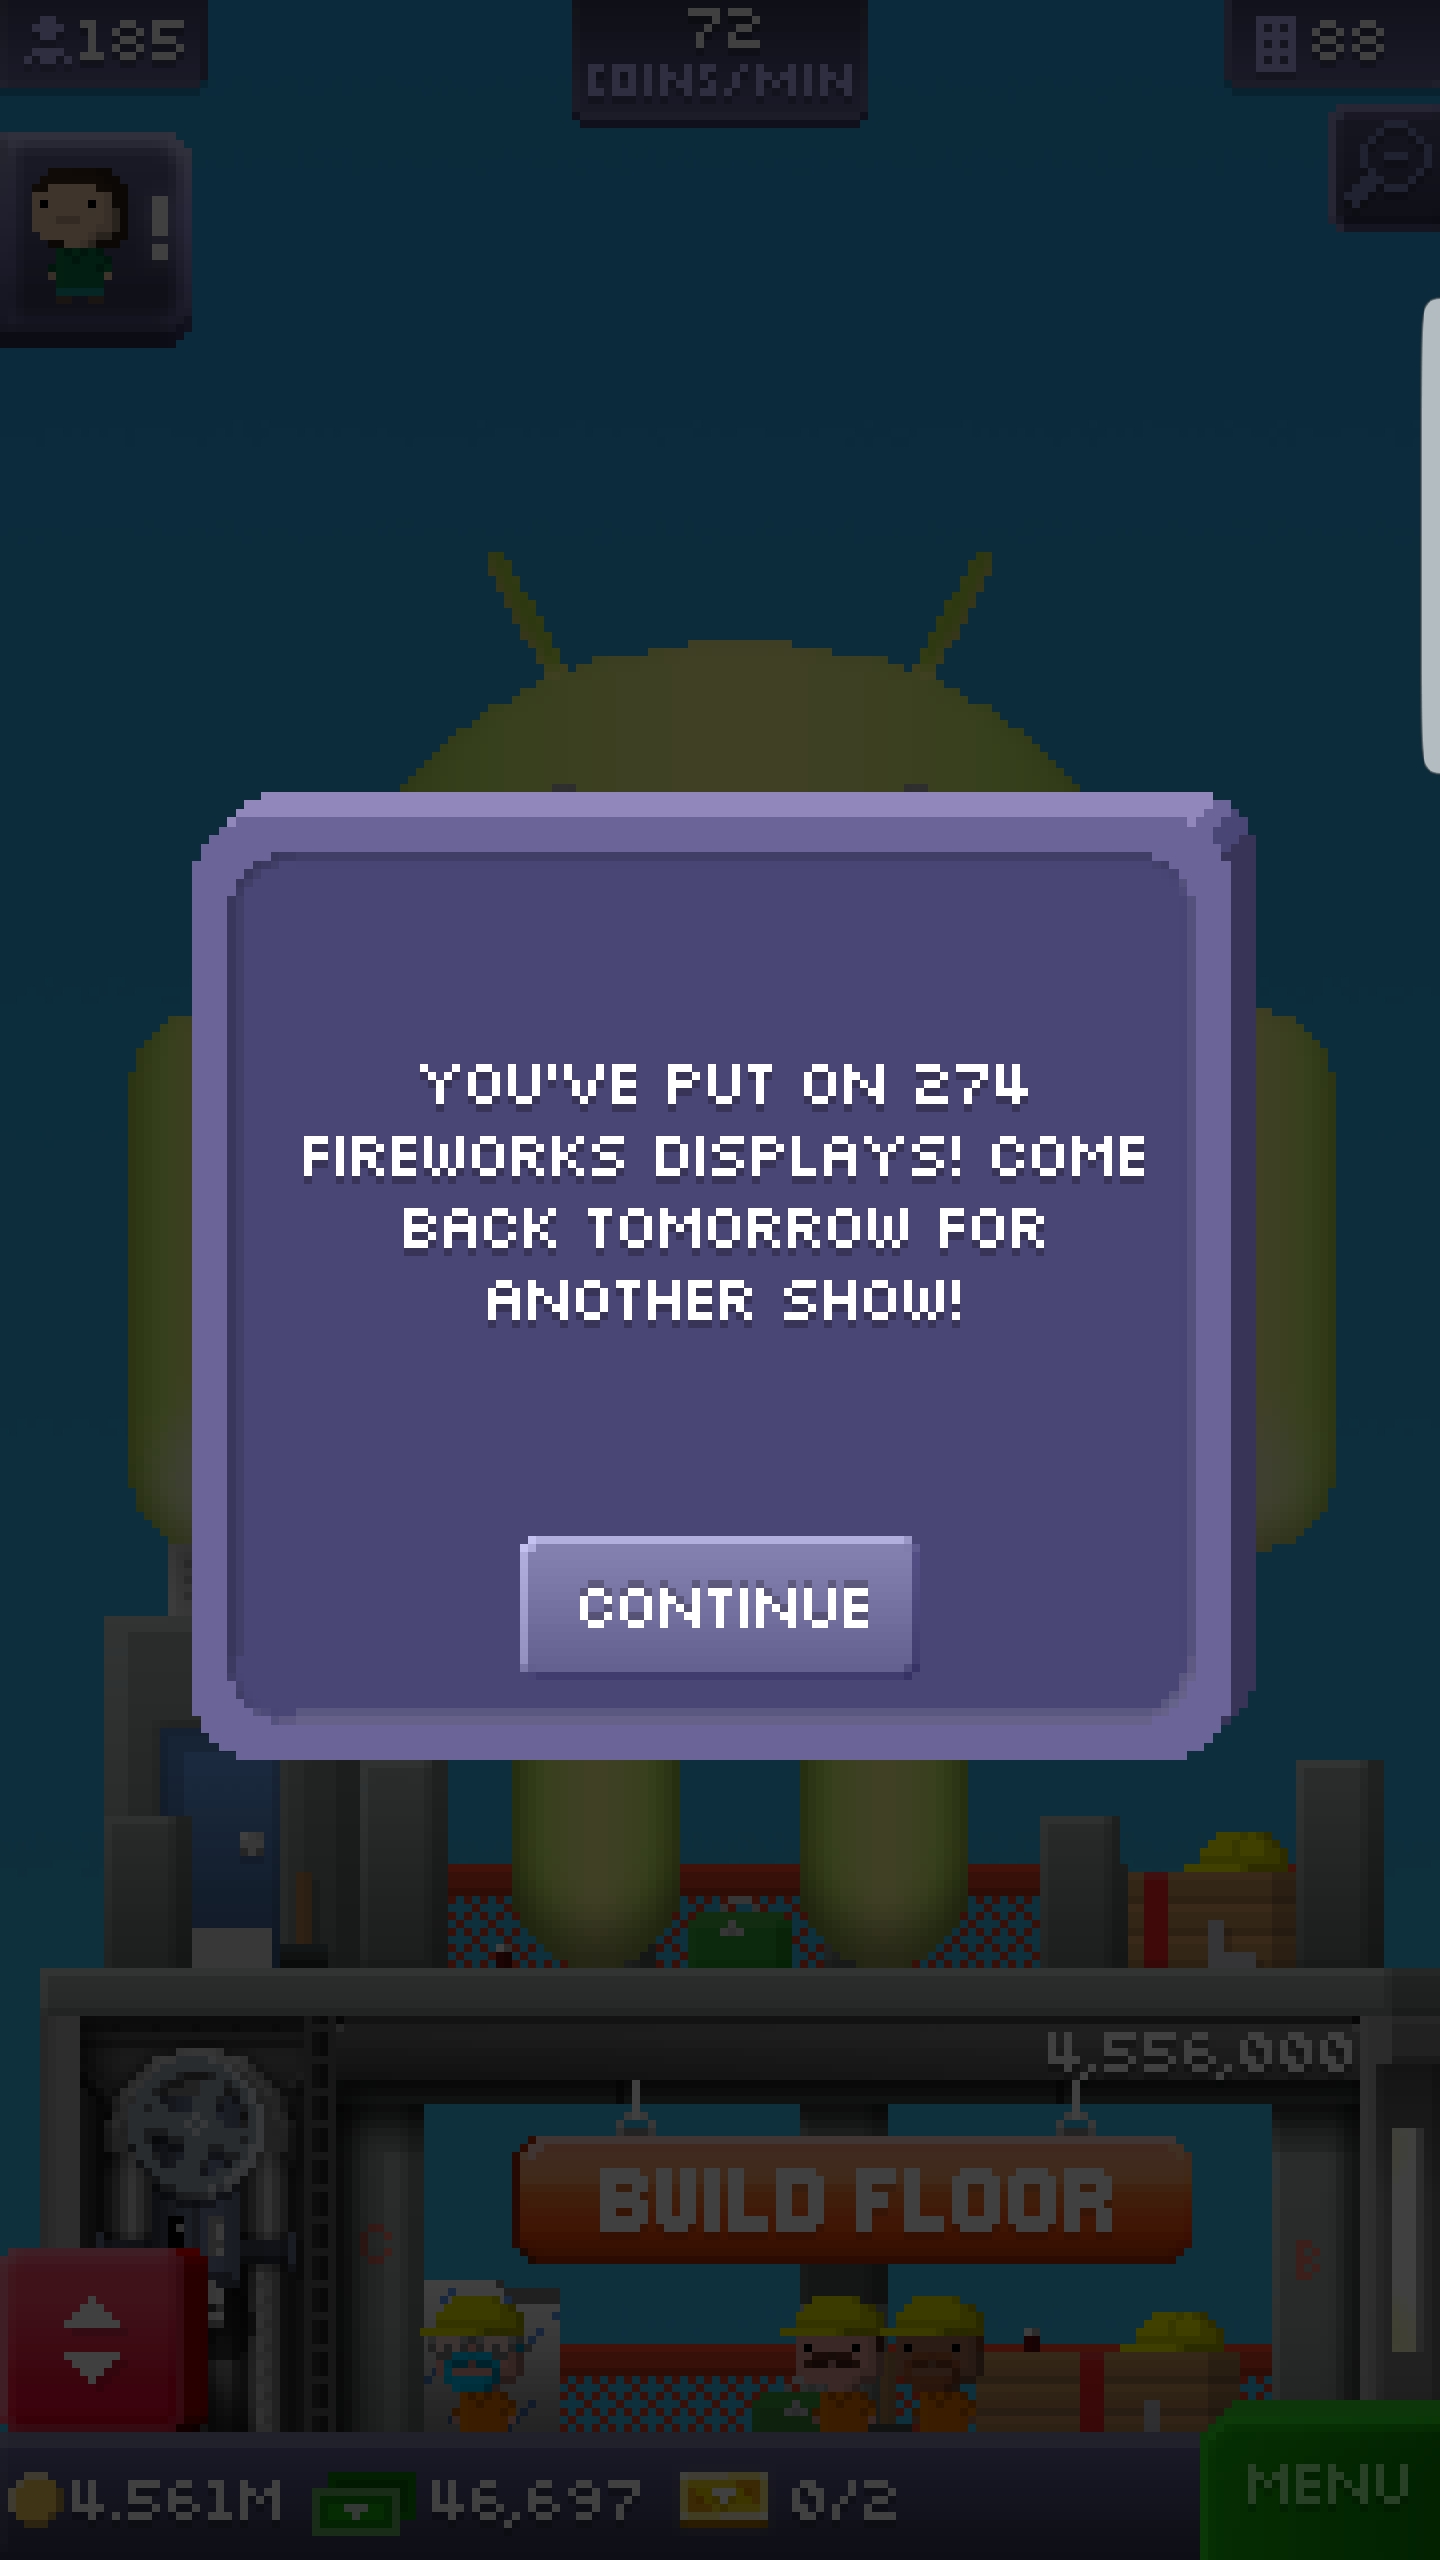 185
72
COINS/MIN
88
!
YOU'VE PUT ON 274
FIREWORKS DISPLAYS! COME
BACK TOMORROW FOR
ANOTHER SHOW!
CONTINUE
4,556,000
BUILD FLOOR
C
B
4.561M
46,697
0/2
MENU